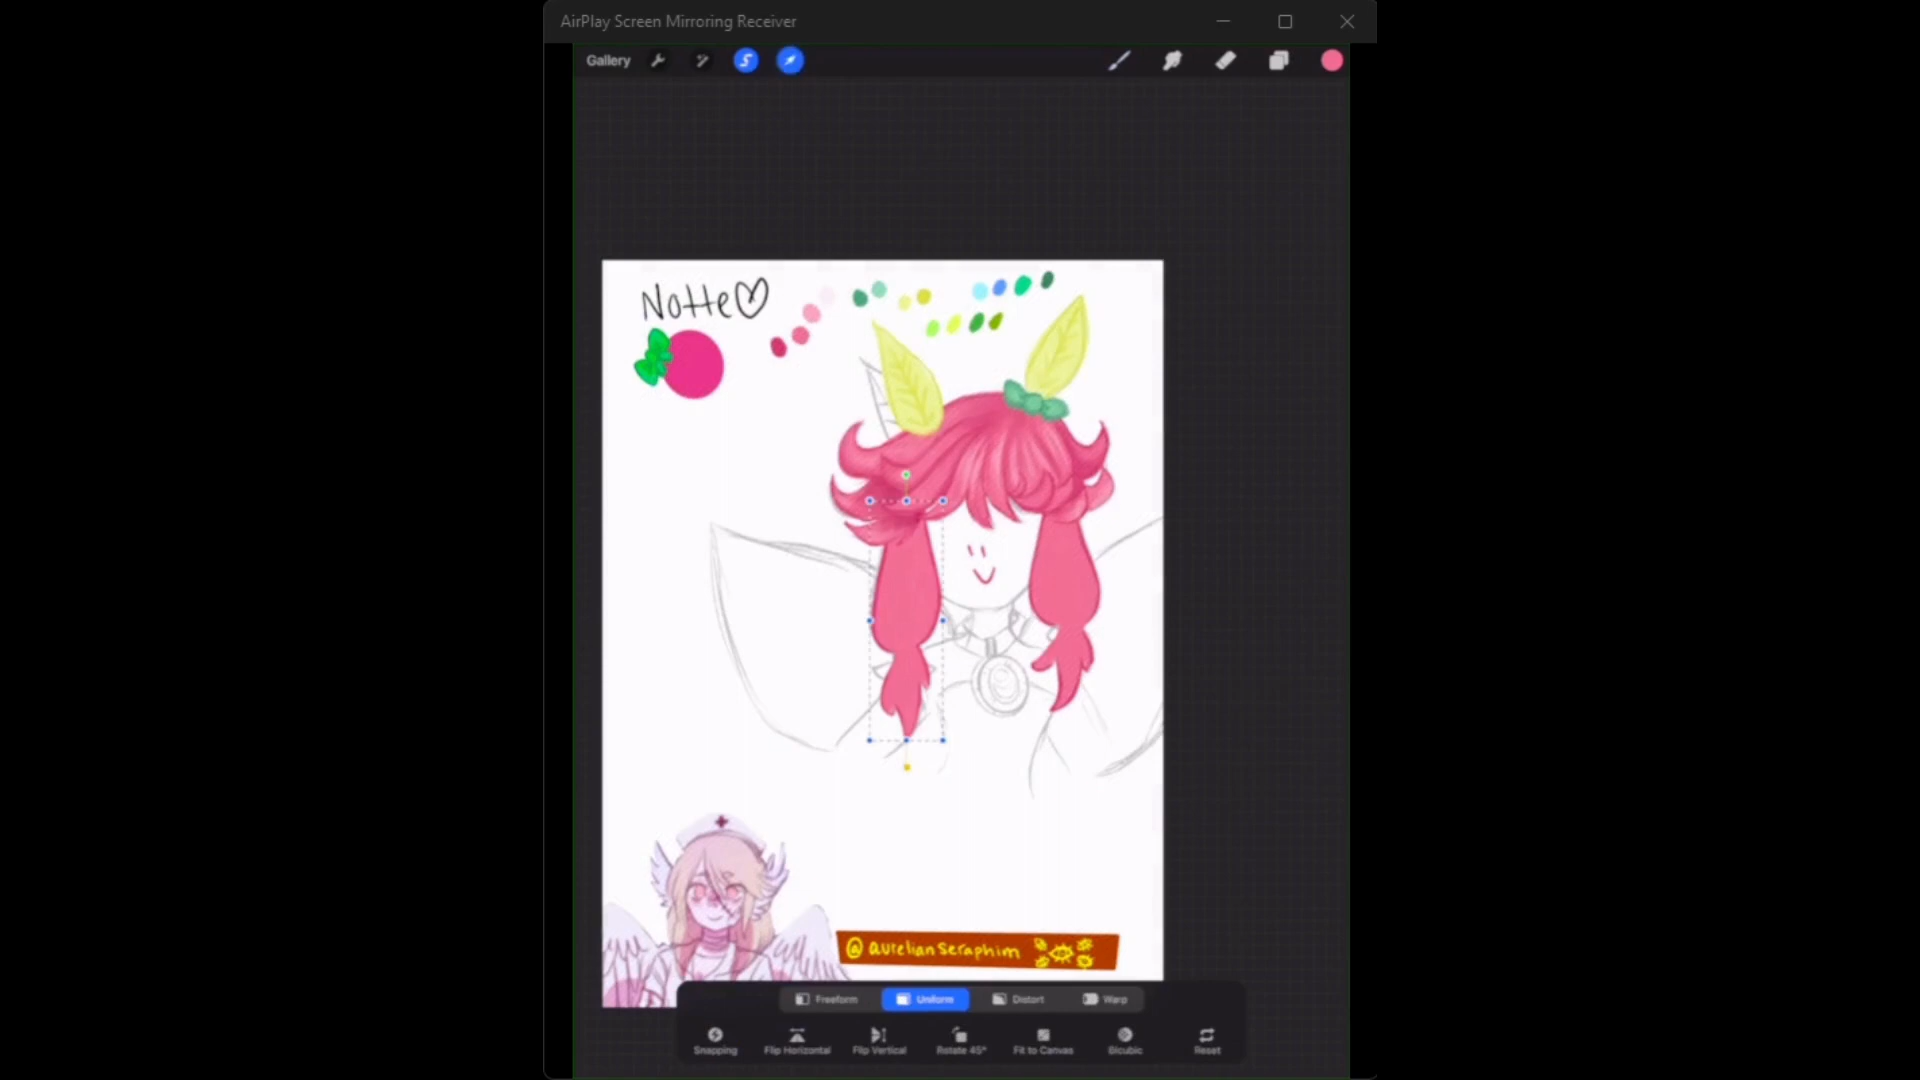 AirPlay Screen Mirroring Receiver
Gallery
Notte
@aurelianseraphim
Freeform Uniform Distort Warp
Snapping Flip Horizontal Flip Vertical Rotate 45° Fit to Canvas Bicubic Reset